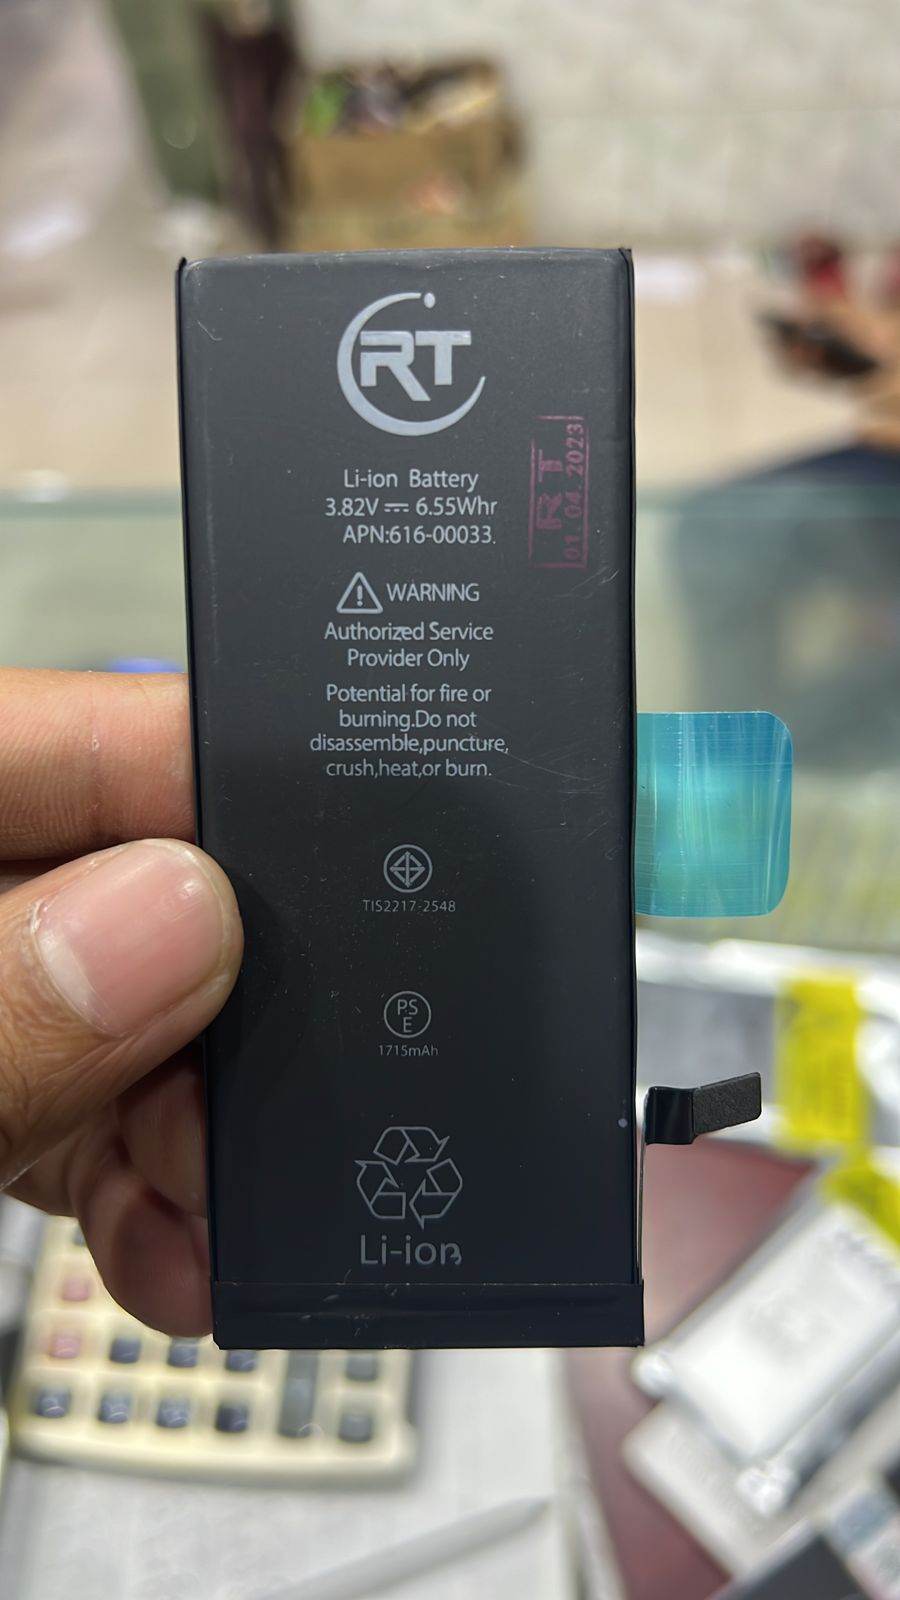 RT
Li-ion Battery
3.82V ⎓ 6.55Whr
APN:616-00033.
RT
01.04.2023
WARNING
Authorized Service
Provider Only
Potential for fire or
burning.Do not
disassemble,puncture,
crush,heat,or burn.
TIS2217-2548
PS
E
1715mAh
Li-ion